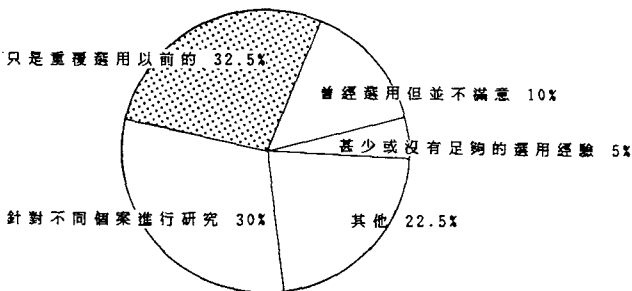 只是重覆選用以前的 32.5%
曾經選用但並不滿意 10%
甚少或沒有足夠的選用經驗 5%
針對不同個案進行研究 30%
其他 22.5%